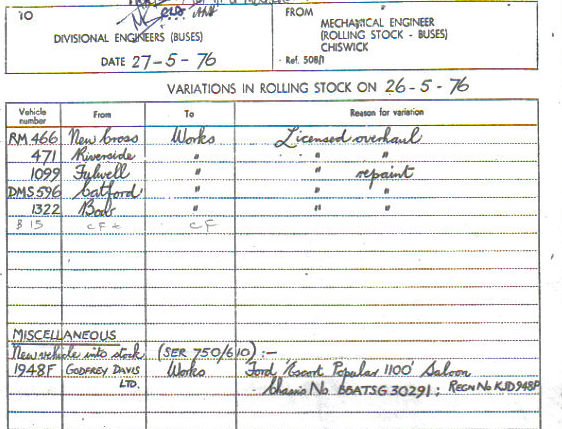 TO
DIVISIONAL ENGINEERS (BUSES)
DATE 27-5-76
FROM
MECHANICAL ENGINEER
(ROLLING STOCK - BUSES)
CHISWICK
Ref. 508/1
VARIATIONS IN ROLLING STOCK ON 26-5-76
Vehicle number From To Reason for variation
RM 466 New Cross Works Licensed overhaul
471 Riverside " " "
1099 Fulwell " " repaint
DMS 596 Catford " " "
1322 " " "
B 15 CF CF
MISCELLANEOUS
New vehicle into stock (SER 750/610) :-
1948F GODFREY DAVIS LTD. Works Ford 'Escort Popular 1100' Saloon
Chassis No BBATSG 30291; REGN No KJD 948P